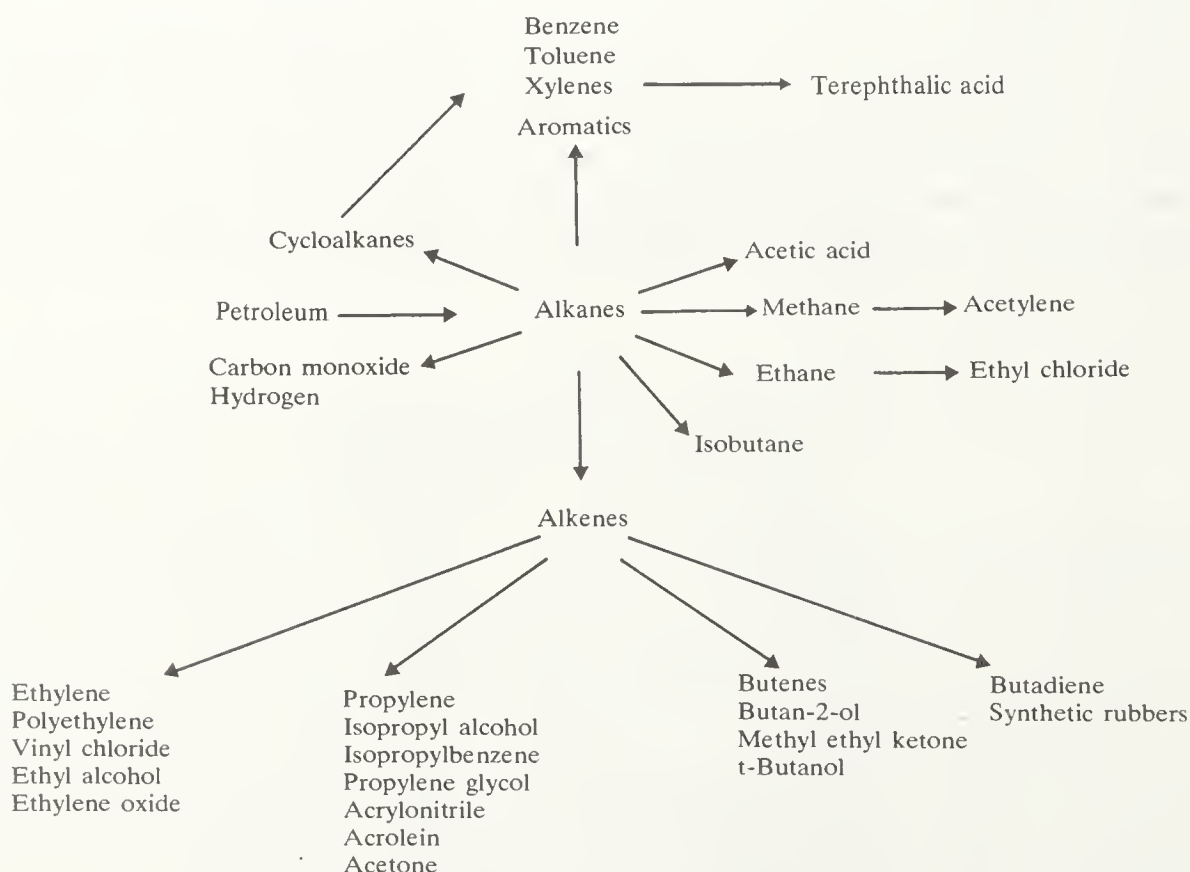 Benzene
Toluene
Xylenes
Terephthalic acid
Aromatics
Cycloalkanes
Acetic acid
Petroleum
Alkanes
Methane
Acetylene
Carbon monoxide
Hydrogen
Ethane
Ethyl chloride
Isobutane
Alkenes
Ethylene
Polyethylene
Vinyl chloride
Ethyl alcohol
Ethylene oxide
Propylene
Isopropyl alcohol
Isopropylbenzene
Propylene glycol
Acrylonitrile
Acrolein
Acetone
Butenes
Butan-2-ol
Methyl ethyl ketone
t-Butanol
Butadiene
Synthetic rubbers